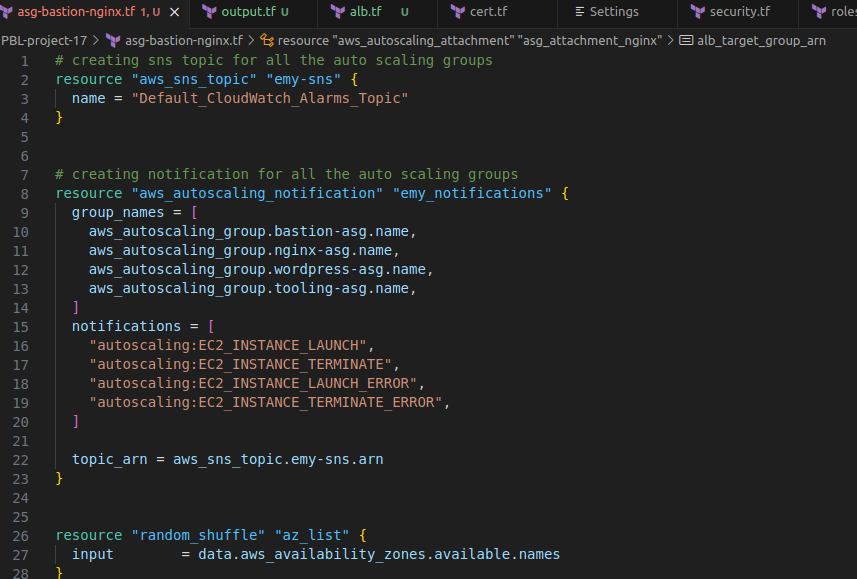 asg-bastion-nginx.tf 1, U output.tf U alb.tf U cert.tf Settings security.tf roles
PBL-project-17 > asg-bastion-nginx.tf > resource "aws_autoscaling_attachment" "asg_attachment_nginx" > alb_target_group_arn
1 # creating sns topic for all the auto scaling groups
2 resource "aws_sns_topic" "emy-sns" {
3 name = "Default_CloudWatch_Alarms_Topic"
4 }
5
6
7 # creating notification for all the auto scaling groups
8 resource "aws_autoscaling_notification" "emy_notifications" {
9 group_names = [
10 aws_autoscaling_group.bastion-asg.name,
11 aws_autoscaling_group.nginx-asg.name,
12 aws_autoscaling_group.wordpress-asg.name,
13 aws_autoscaling_group.tooling-asg.name,
14 ]
15 notifications = [
16 "autoscaling:EC2_INSTANCE_LAUNCH",
17 "autoscaling:EC2_INSTANCE_TERMINATE",
18 "autoscaling:EC2_INSTANCE_LAUNCH_ERROR",
19 "autoscaling:EC2_INSTANCE_TERMINATE_ERROR",
20 ]
21
22 topic_arn = aws_sns_topic.emy-sns.arn
23 }
24
25
26 resource "random_shuffle" "az_list" {
27 input = data.aws_availability_zones.available.names
28 }